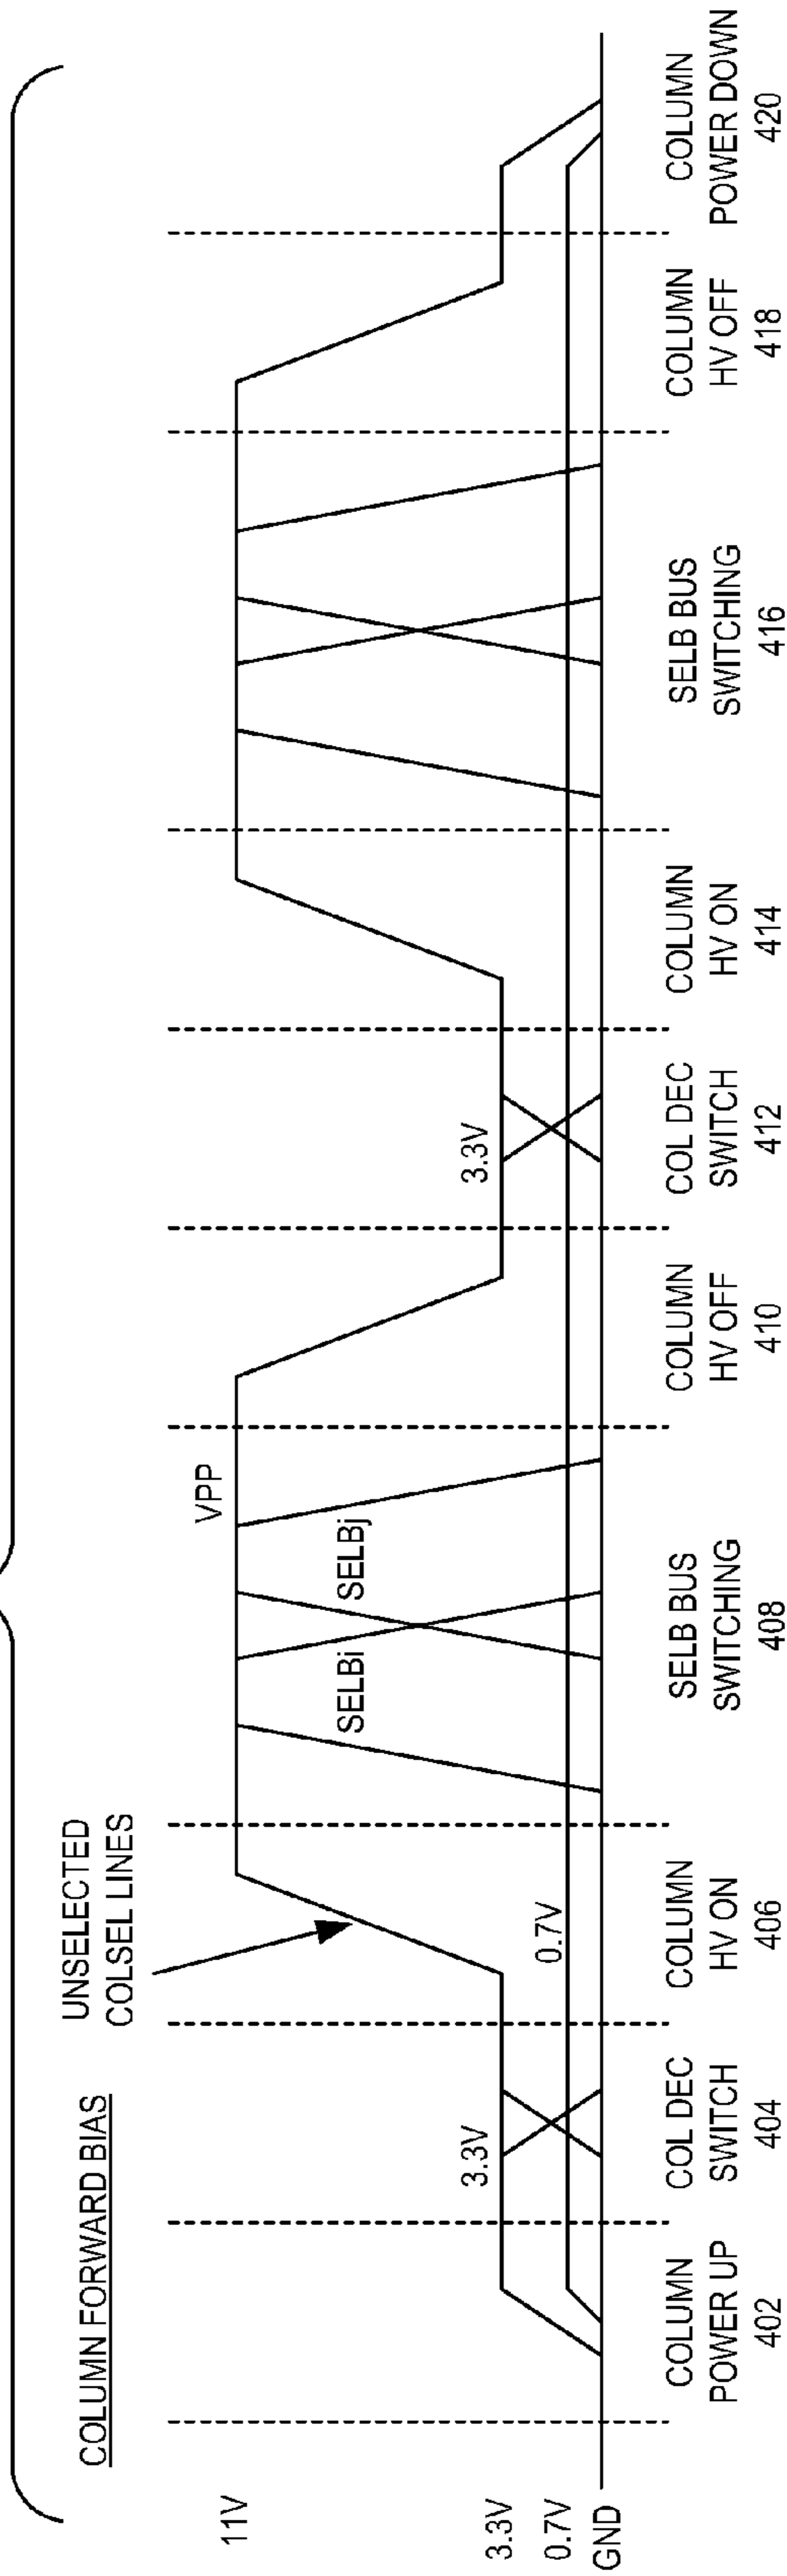 COLUMN FORWARD BIAS
UNSELECTED
COLSEL LINES
11V
VPP
SELBi
SELBj
3.3V
3.3V
3.3V
0.7V
0.7V
GND
COLUMN
POWER UP
402
COL DEC
SWITCH
404
COLUMN
HV ON
406
SELB BUS
SWITCHING
408
COLUMN
HV OFF
410
COL DEC
SWITCH
412
COLUMN
HV ON
414
SELB BUS
SWITCHING
416
COLUMN
HV OFF
418
COLUMN
POWER DOWN
420